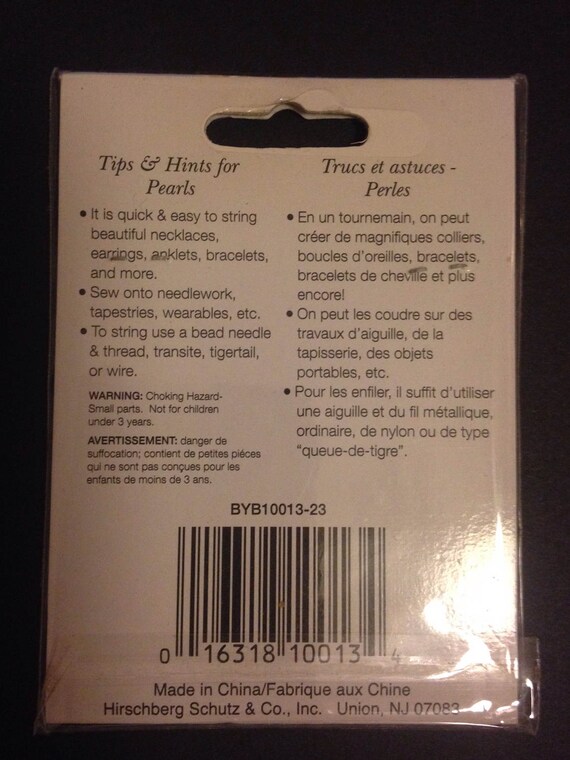 Tips & Hints for
Pearls
• It is quick & easy to string
beautiful necklaces,
earrings, anklets, bracelets,
and more.
• Sew onto needlework,
tapestries, wearables, etc.
• To string use a bead needle
& thread, transite, tigertail,
or wire.
WARNING: Choking Hazard-
Small parts. Not for children
under 3 years.
AVERTISSEMENT: danger de
suffocation; contient de petites piéces
qui ne sont pas conçues pour les
enfants de moins de 3 ans.
Trucs et astuces -
Perles
• En un tournemain, on peut
créer de magnifiques colliers,
boucles d'oreilles, bracelets,
bracelets de cheville et plus
encore!
• On peut les coudre sur des
travaux d'aiguille, de la
tapisserie, des objets
portables, etc.
• Pour les enfiler, il suffit d'utiliser
une aiguille et du fil métallique,
ordinaire, de nylon ou de type
"queue-de-tigre".
BYB10013-23
0 16318 10013 4
Made in China/Fabrique aux Chine
Hirschberg Schutz & Co., Inc. Union, NJ 07083